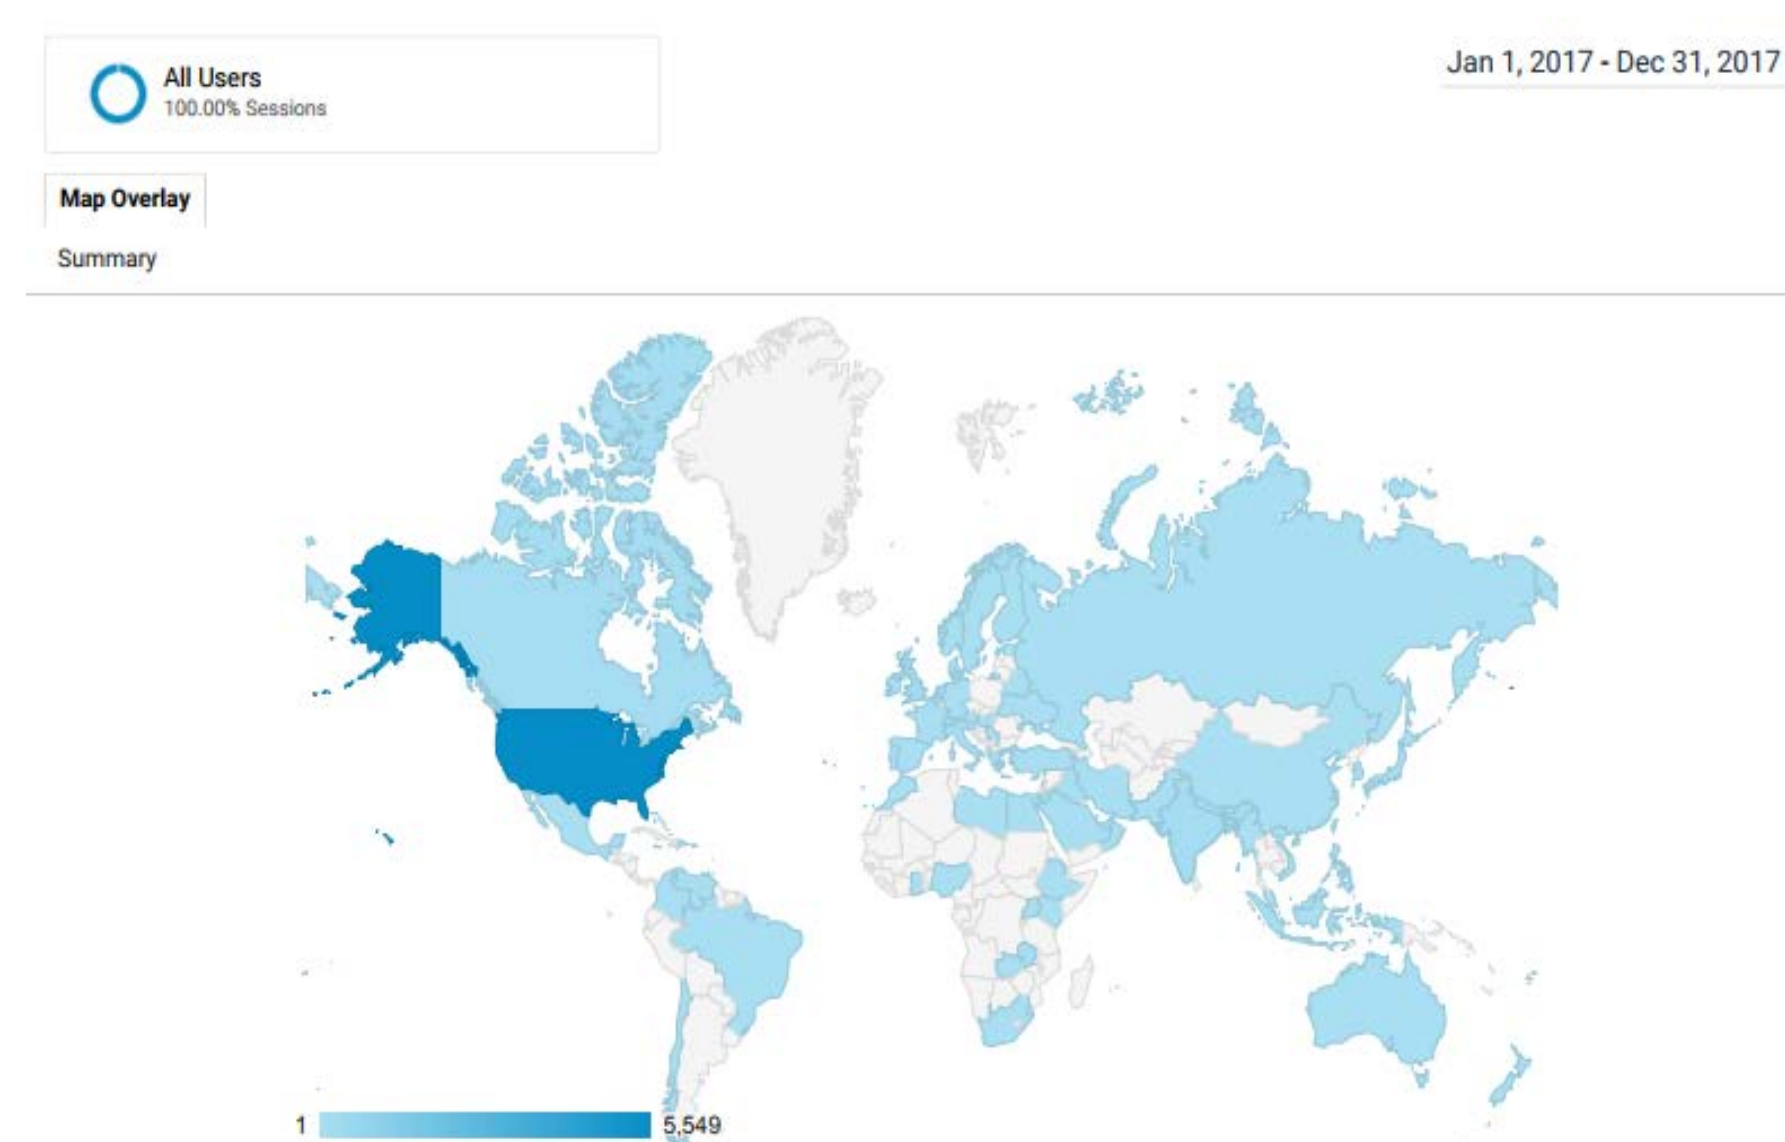 All Users
100.00% Sessions
Jan 1, 2017 - Dec 31, 2017
Map Overlay
Summary
1
5,549